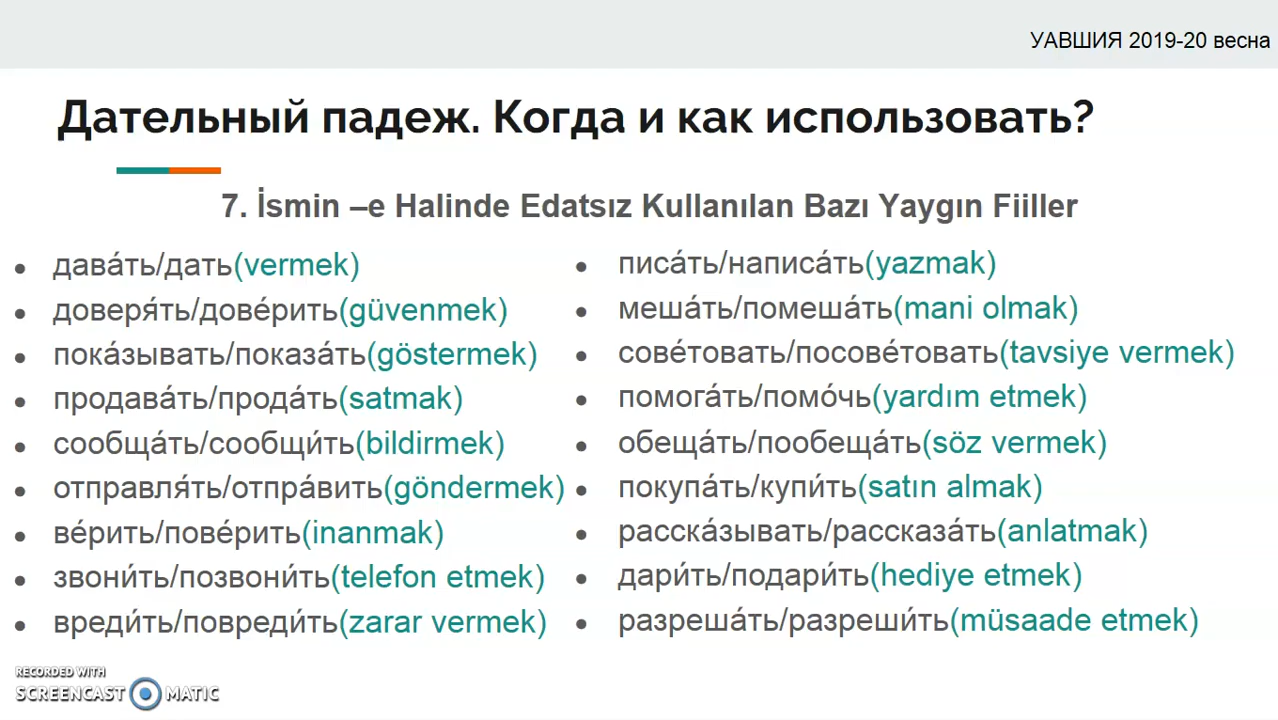 УАВШИЯ 2019-20 весна
Дательный падеж. Когда и как использовать?
7. İsmin –e Halinde Edatsız Kullanılan Bazı Yaygın Fiiller
● дава́ть/дать(vermek)
● доверя́ть/дове́рить(güvenmek)
● пока́зывать/показа́ть(göstermek)
● продава́ть/прода́ть(satmak)
● сообща́ть/сообщи́ть(bildirmek)
● отправля́ть/отпра́вить(göndermek)
● ве́рить/пове́рить(inanmak)
● звони́ть/позвони́ть(telefon etmek)
● вреди́ть/повреди́ть(zarar vermek)
● писа́ть/написа́ть(yazmak)
● меша́ть/помеша́ть(mani olmak)
● сове́товать/посове́товать(tavsiye vermek)
● помога́ть/помо́чь(yardım etmek)
● обеща́ть/пообеща́ть(söz vermek)
● покупа́ть/купи́ть(satın almak)
● расска́зывать/рассказа́ть(anlatmak)
● дари́ть/подари́ть(hediye etmek)
● разреша́ть/разреши́ть(müsaade etmek)
RECORDED WITH
SCREENCAST MATIC